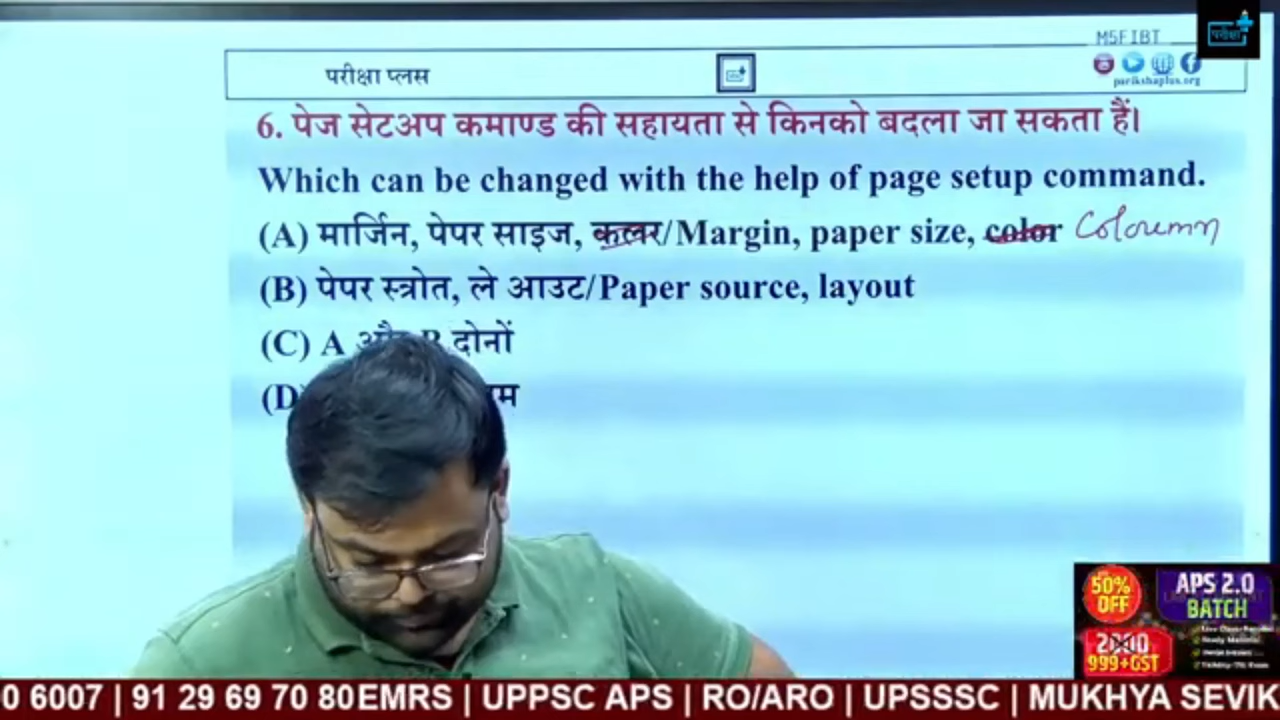 परीक्षा
M5FIBT
परीक्षा प्लस
parikshaplus.org
6. पेज सेटअप कमाण्ड की सहायता से किनको बदला जा सकता हैं।
Which can be changed with the help of page setup command.
(A) मार्जिन, पेपर साइज, कलर/Margin, paper size, color Coloumn
(B) पेपर स्त्रोत, ले आउट/Paper source, layout
(C) A और B दोनों
(D
50% OFF
APS 2.0
BATCH
999+GST
0 6007 | 91 29 69 70 80EMRS | UPPSC APS | RO/ARO | UPSSSC | MUKHYA SEVIK